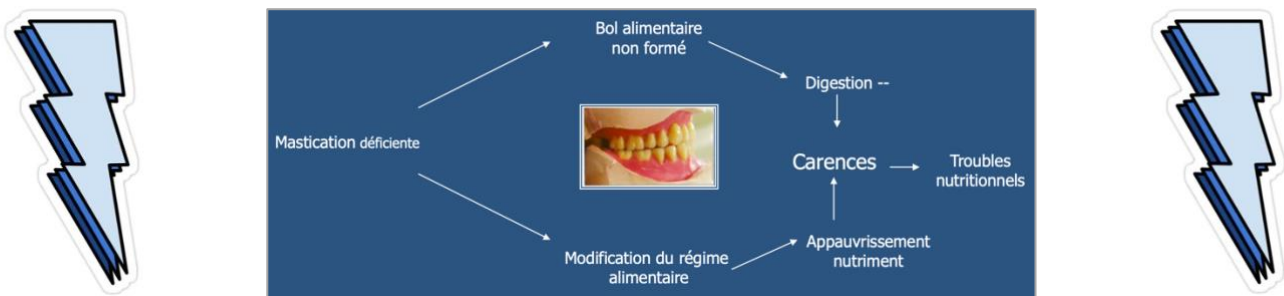 Bol alimentaire
non formé
Digestion --
Mastication déficiente
Carences
Troubles
nutritionnels
Modification du régime
alimentaire
Appauvrissement
nutriment